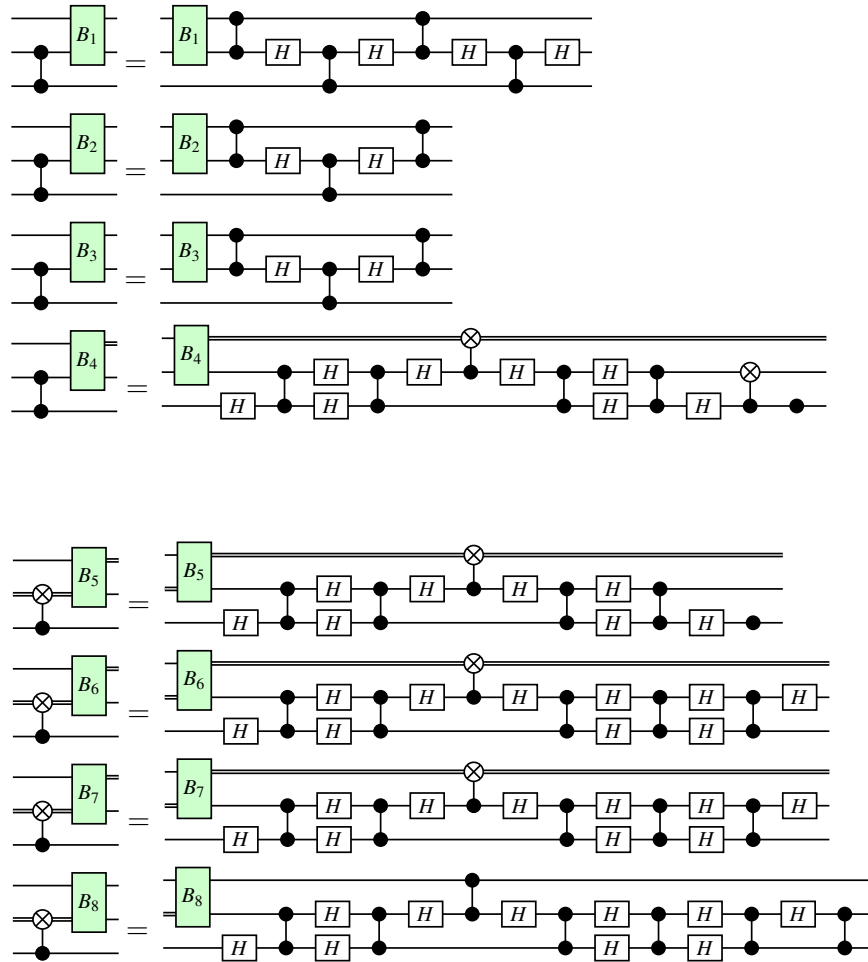 B₁ = B₁ H H H H
B₂ = B₂ H H
B₃ = B₃ H H
B₄ = B₄ H H H H
H H H H
B₅ = B₅ H H H H
H H H H
B₆ = B₆ H H H H H H
H H H H
B₇ = B₇ H H H H H H
H H H H
B₈ = B₈ H H H H H H
H H H H